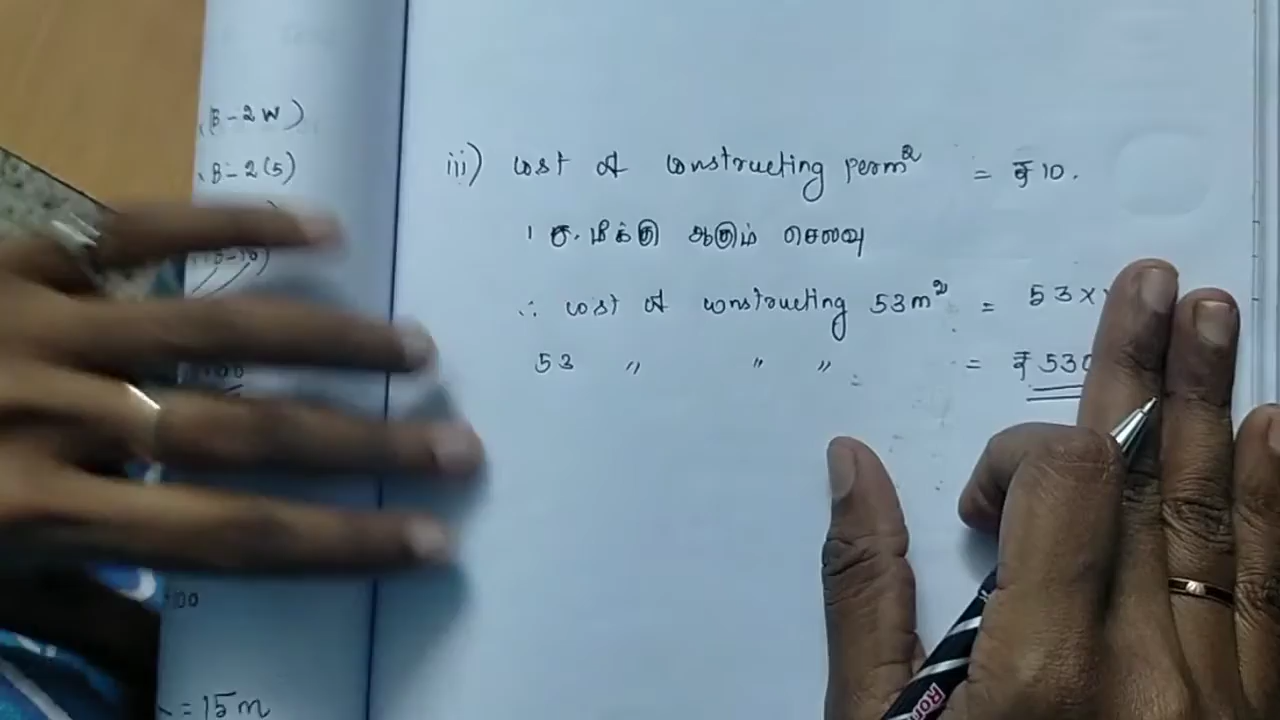 (B-2W)
B-2(5)
iii) cost of constructing per m² = ₹10.
1 ச.மீக்கு ஆகும் செலவு
∴ cost of constructing 53m² = 53×
53 〃 〃 〃 = ₹530
= 15m
Ror